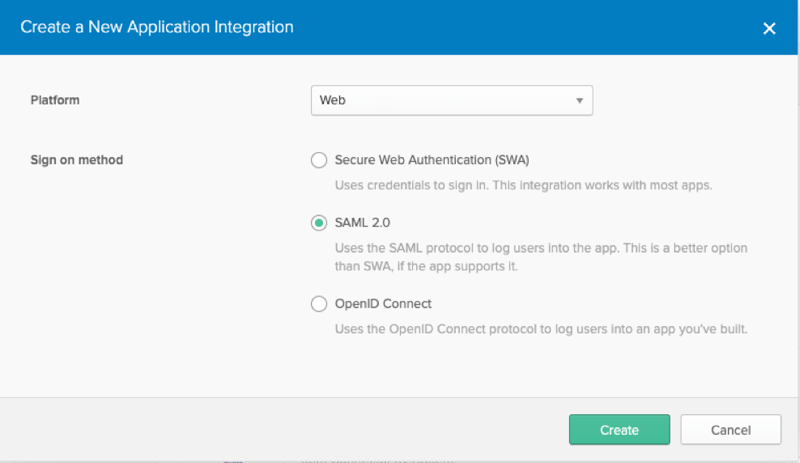 Create a New Application Integration
Platform
Web
Sign on method
Secure Web Authentication (SWA)
Uses credentials to sign in. This integration works with most apps.
SAML 2.0
Uses the SAML protocol to log users into the app. This is a better option
than SWA, if the app supports it.
OpenID Connect
Uses the OpenID Connect protocol to log users into an app you've built.
Create
Cancel